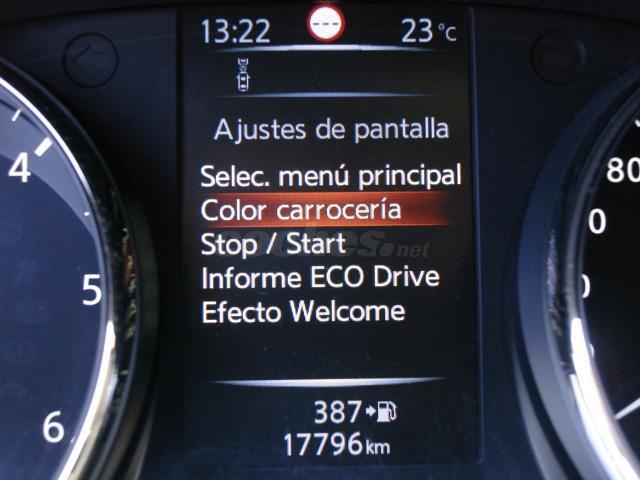 13:22 --- 23°C
Ajustes de pantalla
Selec. menú principal
Color carrocería
Stop / Start
Informe ECO Drive
Efecto Welcome
387
17796km
4
5
6
80
0
.net